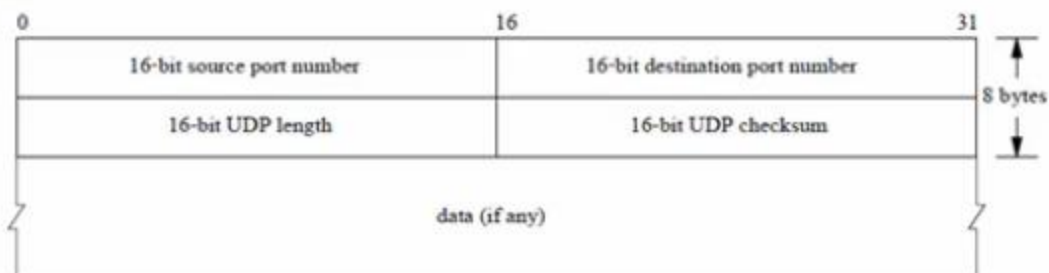 0 16 31
16-bit source port number 16-bit destination port number
8 bytes
16-bit UDP length 16-bit UDP checksum
data (if any)